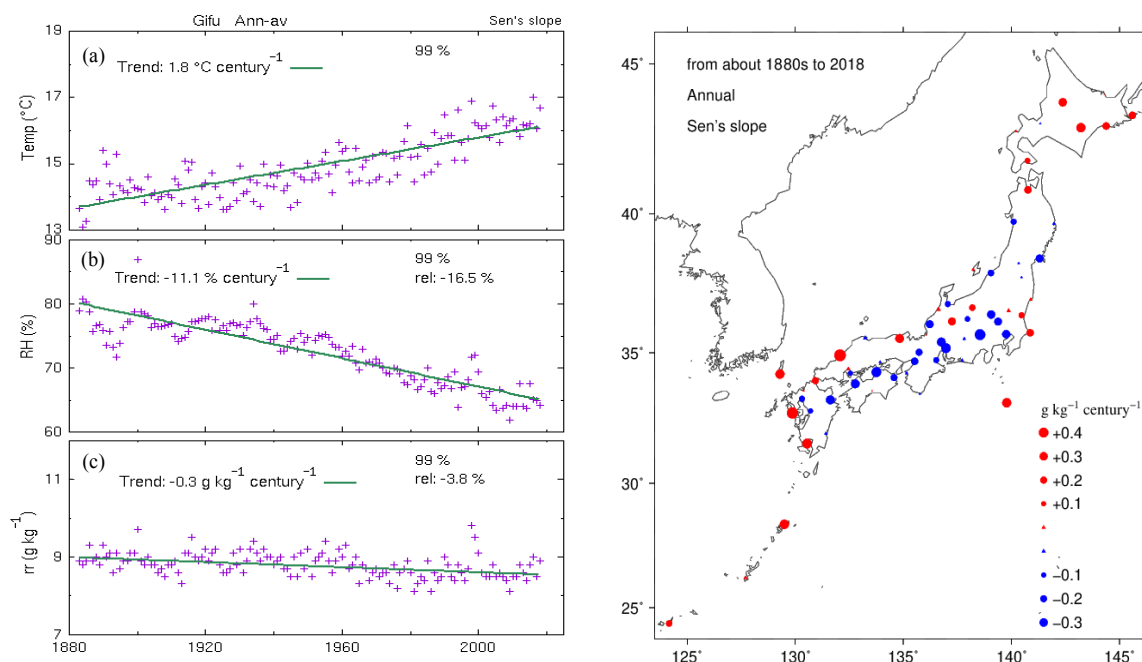 Gifu Ann-av Sen's slope
19
17
15
13
Temp (°C)
(a)
99 %
Trend: 1.8 °C century⁻¹
90
80
70
60
RH (%)
(b)
99 %
Trend: -11.1 % century⁻¹
rel: -16.5 %
11
9
7
rr (g kg⁻¹)
(c)
99 %
Trend: -0.3 g kg⁻¹ century⁻¹
rel: -3.8 %
1880 1920 1960 2000
from about 1880s to 2018
Annual
Sen's slope
45°
40°
35°
30°
25°
125° 130° 135° 140° 145°
g kg⁻¹ century⁻¹
+0.4
+0.3
+0.2
+0.1
−0.1
−0.2
−0.3